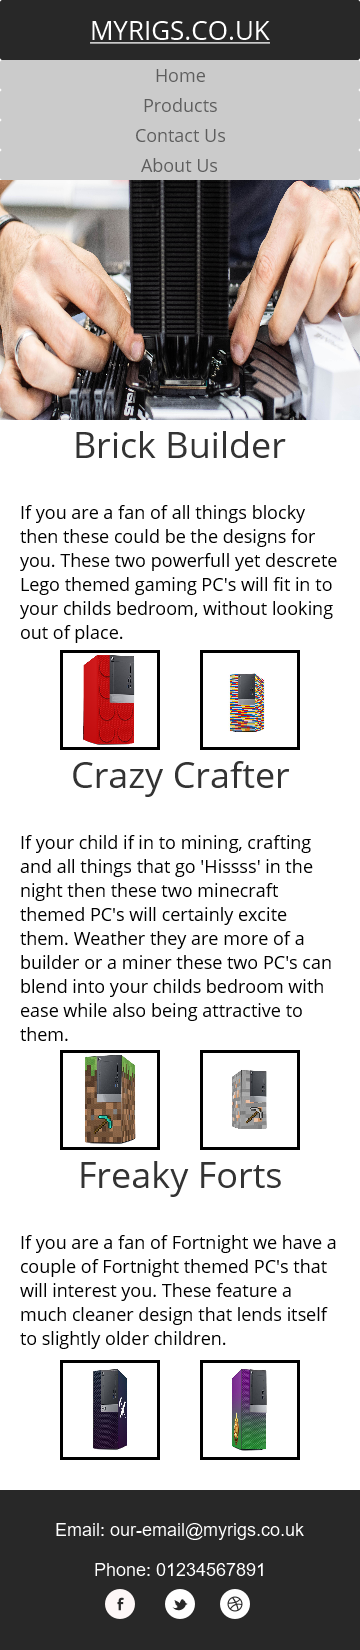 MYRIGS.CO.UK
Home
Products
Contact Us
About Us
Brick Builder
If you are a fan of all things blocky
then these could be the designs for
you. These two powerfull yet descrete
Lego themed gaming PC's will fit in to
your childs bedroom, without looking
out of place.
Crazy Crafter
If your child if in to mining, crafting
and all things that go 'Hissss' in the
night then these two minecraft
themed PC's will certainly excite
them. Weather they are more of a
builder or a miner these two PC's can
blend into your childs bedroom with
ease while also being attractive to
them.
Freaky Forts
If you are a fan of Fortnight we have a
couple of Fortnight themed PC's that
will interest you. These feature a
much cleaner design that lends itself
to slightly older children.
Email: our-email@myrigs.co.uk
Phone: 01234567891